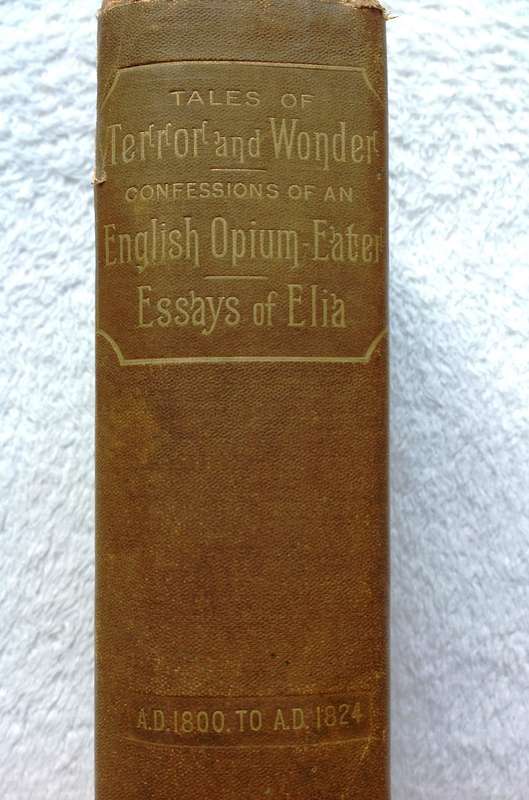 TALES OF
Terror and Wonder
CONFESSIONS OF AN
English Opium-Eater
Essays of Elia
A.D. 1800. TO A.D. 1824